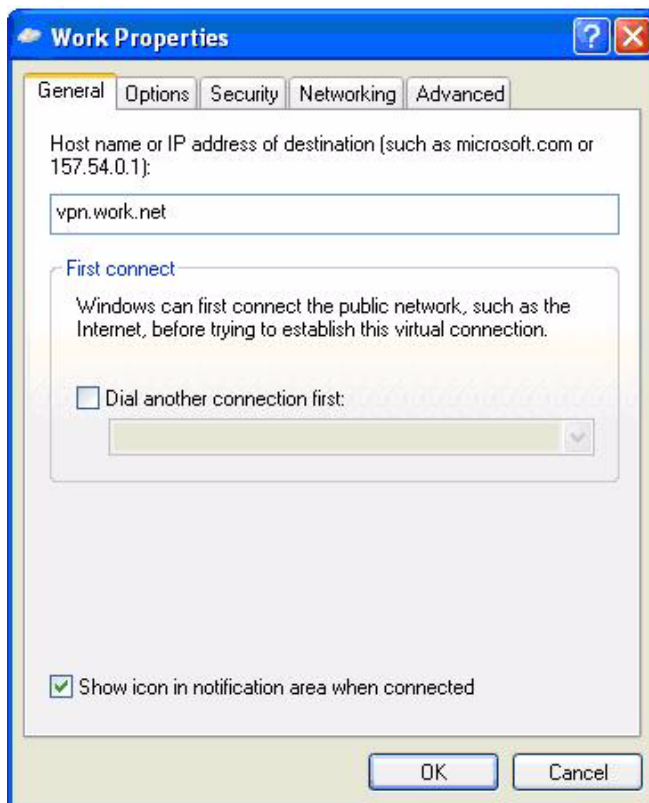 Work Properties
General Options Security Networking Advanced
Host name or IP address of destination (such as microsoft.com or
157.54.0.1):
vpn.work.net
First connect
Windows can first connect the public network, such as the
Internet, before trying to establish this virtual connection.
Dial another connection first:
Show icon in notification area when connected
OK Cancel